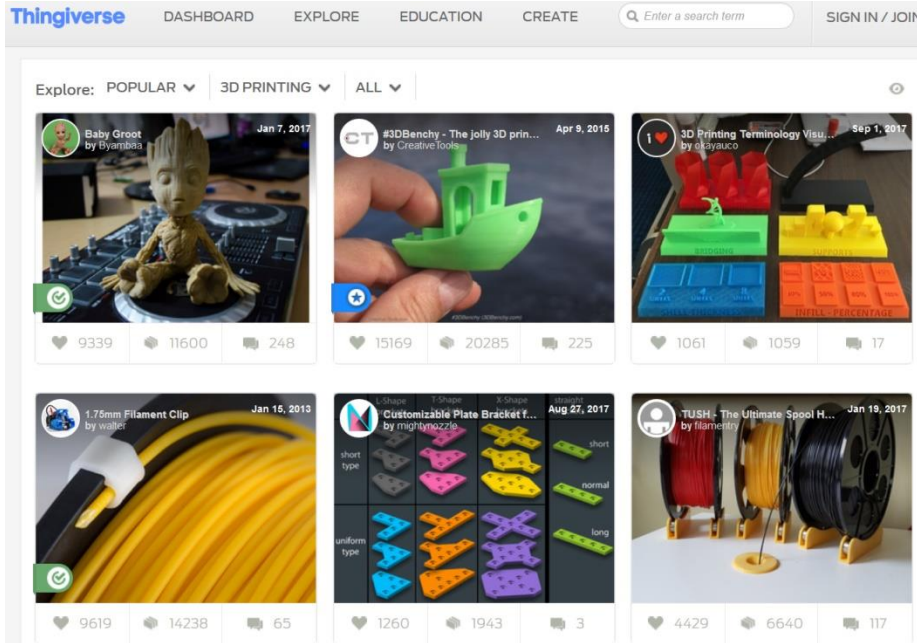 Thingiverse DASHBOARD EXPLORE EDUCATION CREATE Enter a search term SIGN IN / JOIN
Explore: POPULAR 3D PRINTING ALL
Baby Groot Jan 7, 2017
by Byambaa
9339 11600 248
CT #3DBenchy - The jolly 3D prin... Apr 9, 2015
by CreativeTools
#3DBenchy (3DBenchy.com)
15169 20285 225
i 3D Printing Terminology Visu... Sep 1, 2017
by okayauco
BRIDGING SUPPORTS
INFILL - PERCENTAGE
1061 1059 17
1.75mm Filament Clip Jan 15, 2013
by walter
9619 14238 65
L-Shape T-Shape X-Shape straight
Customizable Plate Bracket f... Aug 27, 2017
by mightynozzle
short
type
short
normal
long
uniform
type
1260 1943 3
TUSH - The Ultimate Spool H... Jan 19, 2017
by filamentry
4429 6640 117